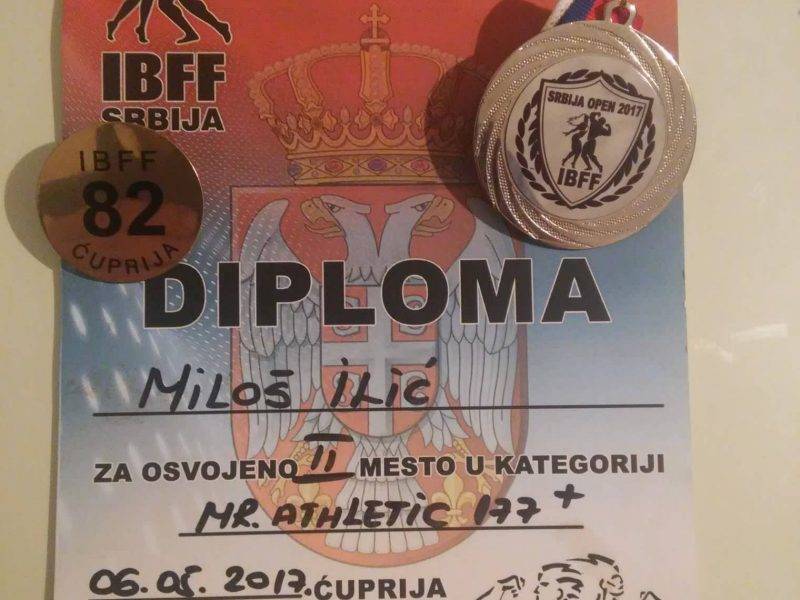 IBFF
SRBIJA
SRBIJA OPEN 2017
IBFF
IBFF
82
ĆUPRIJA
DIPLOMA
MiLOŠ iLiĆ
ZA OSVOJENO II MESTO U KATEGORIJI
MR. ATHLETiC 177+
06.05. 2017. ĆUPRIJA